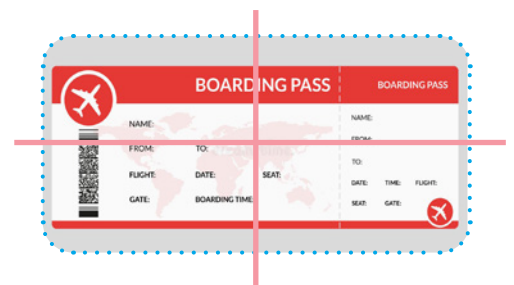 BOARDING PASS
NAME:
FROM: TO:
FLIGHT: DATE: SEAT:
GATE: BOARDING TIME:
BOARDING PASS
NAME:
FROM:
TO:
DATE: TIME: FLIGHT:
SEAT: GATE: